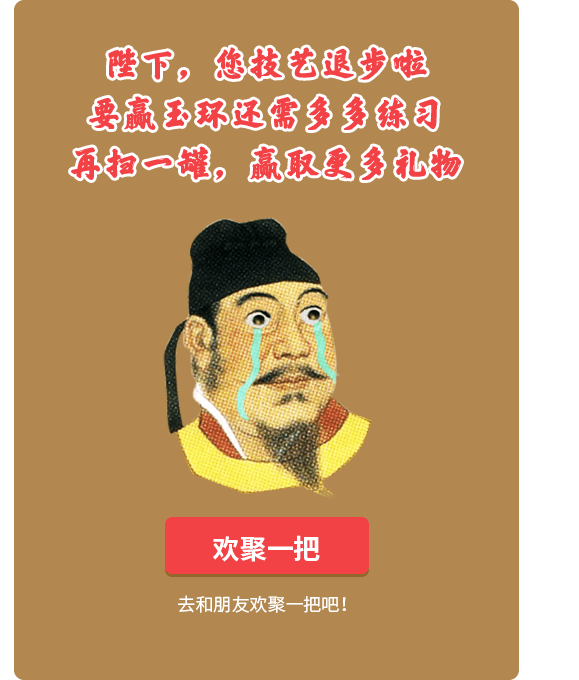 陛下，您技艺退步啦
要赢玉环还需多多练习
再扫一罐，赢取更多礼物
欢聚一把
去和朋友欢聚一把吧！